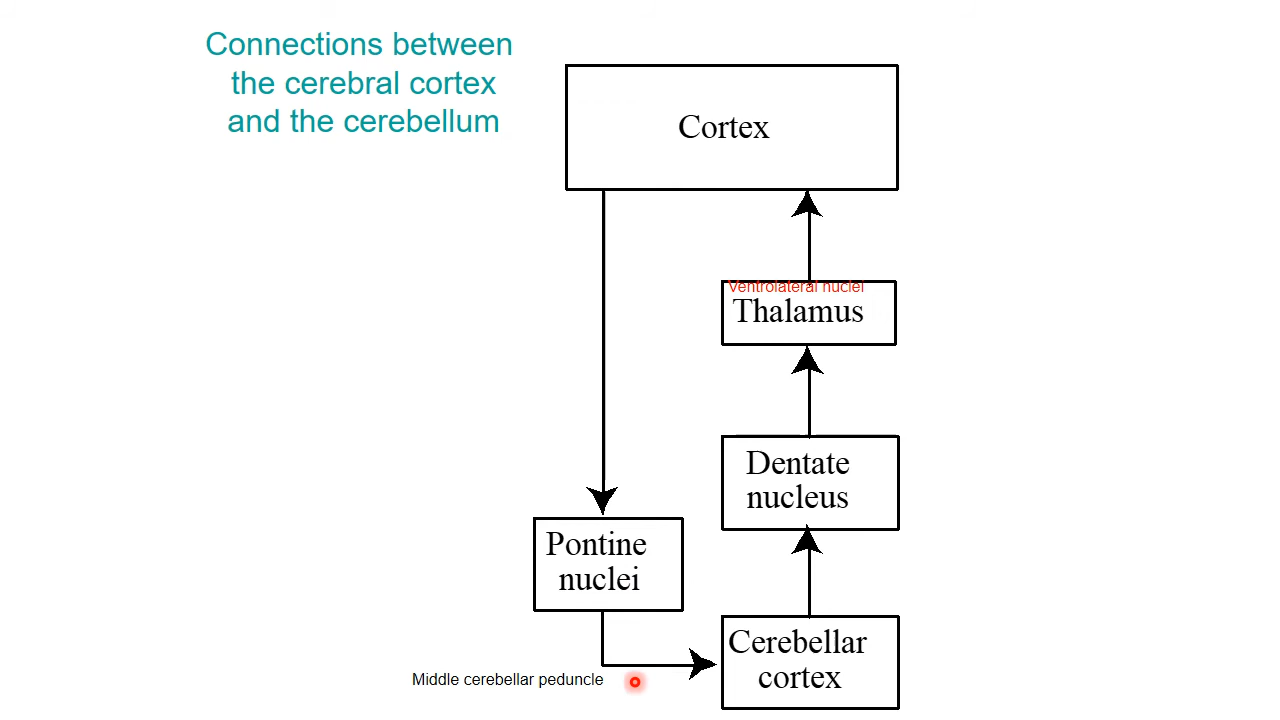 Connections between
the cerebral cortex
and the cerebellum
Cortex
Ventrolateral nuclei
Thalamus
Dentate
nucleus
Pontine
nuclei
Cerebellar
cortex
Middle cerebellar peduncle